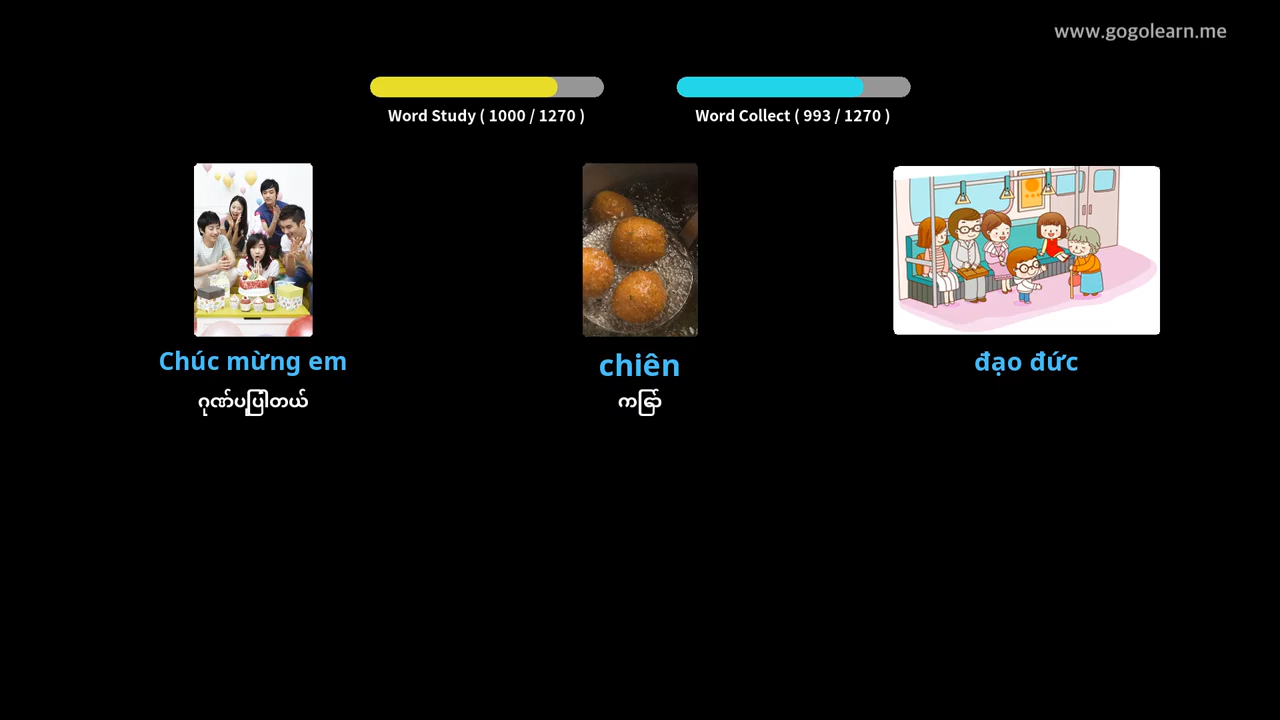 www.gogolearn.me
Word Study ( 1000 / 1270 )
Word Collect ( 993 / 1270 )
Chúc mừng em
chiên
đạo đức
ဂုဏ်ပပြုါတယ်
ကြော်